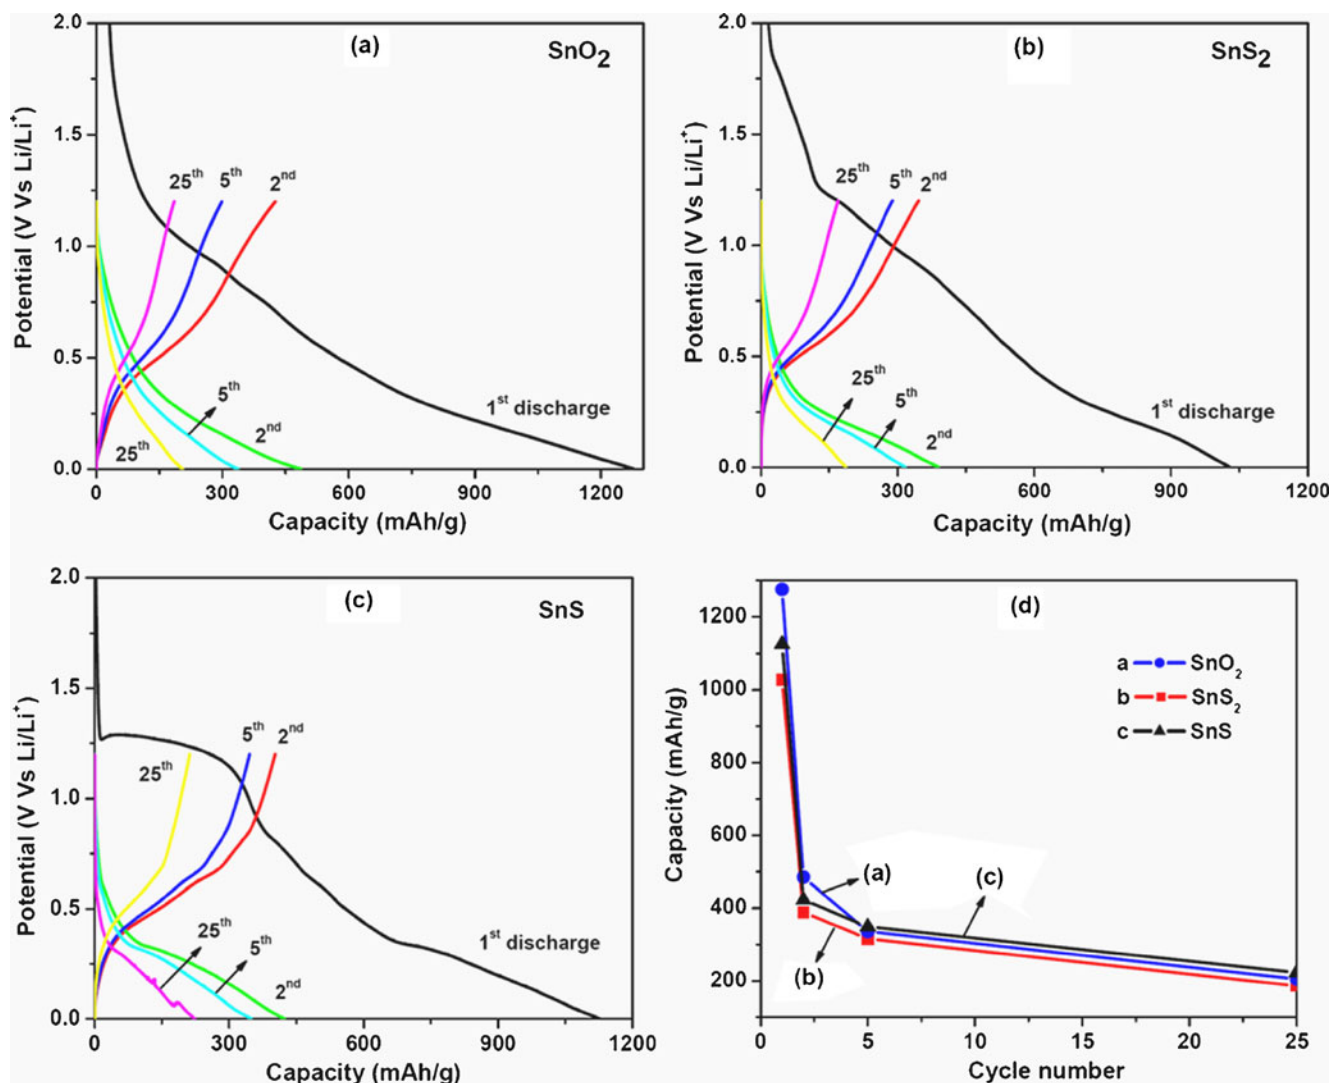 (a)
SnO₂
2.0
1.5
1.0
0.5
0.0
Potential (V Vs Li/Li⁺)
25ᵗʰ
5ᵗʰ
2ⁿᵈ
5ᵗʰ
25ᵗʰ
2ⁿᵈ
1ˢᵗ discharge
0 300 600 900 1200
Capacity (mAh/g)
(b)
SnS₂
2.0
1.5
1.0
0.5
0.0
Potential (V Vs Li/Li⁺)
25ᵗʰ
5ᵗʰ
2ⁿᵈ
25ᵗʰ
5ᵗʰ
2ⁿᵈ
1ˢᵗ discharge
0 300 600 900 1200
Capacity (mAh/g)
(c)
SnS
2.0
1.5
1.0
0.5
0.0
Potential (V Vs Li/Li⁺)
25ᵗʰ
5ᵗʰ
2ⁿᵈ
25ᵗʰ
5ᵗʰ
2ⁿᵈ
1ˢᵗ discharge
0 300 600 900 1200
Capacity (mAh/g)
(d)
1200
1000
800
600
400
200
Capacity (mAh/g)
a SnO₂
b SnS₂
c SnS
(a)
(c)
(b)
0 5 10 15 20 25
Cycle number